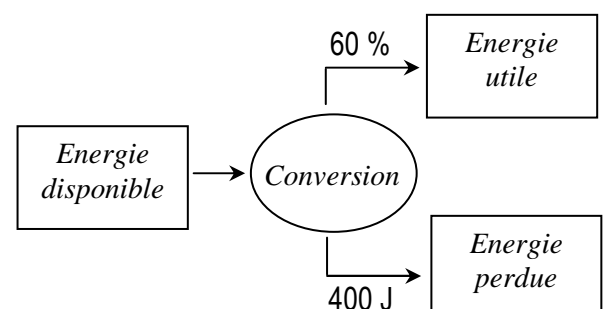 60 %
Energie
utile
Energie
disponible
Conversion
Energie
perdue
400 J